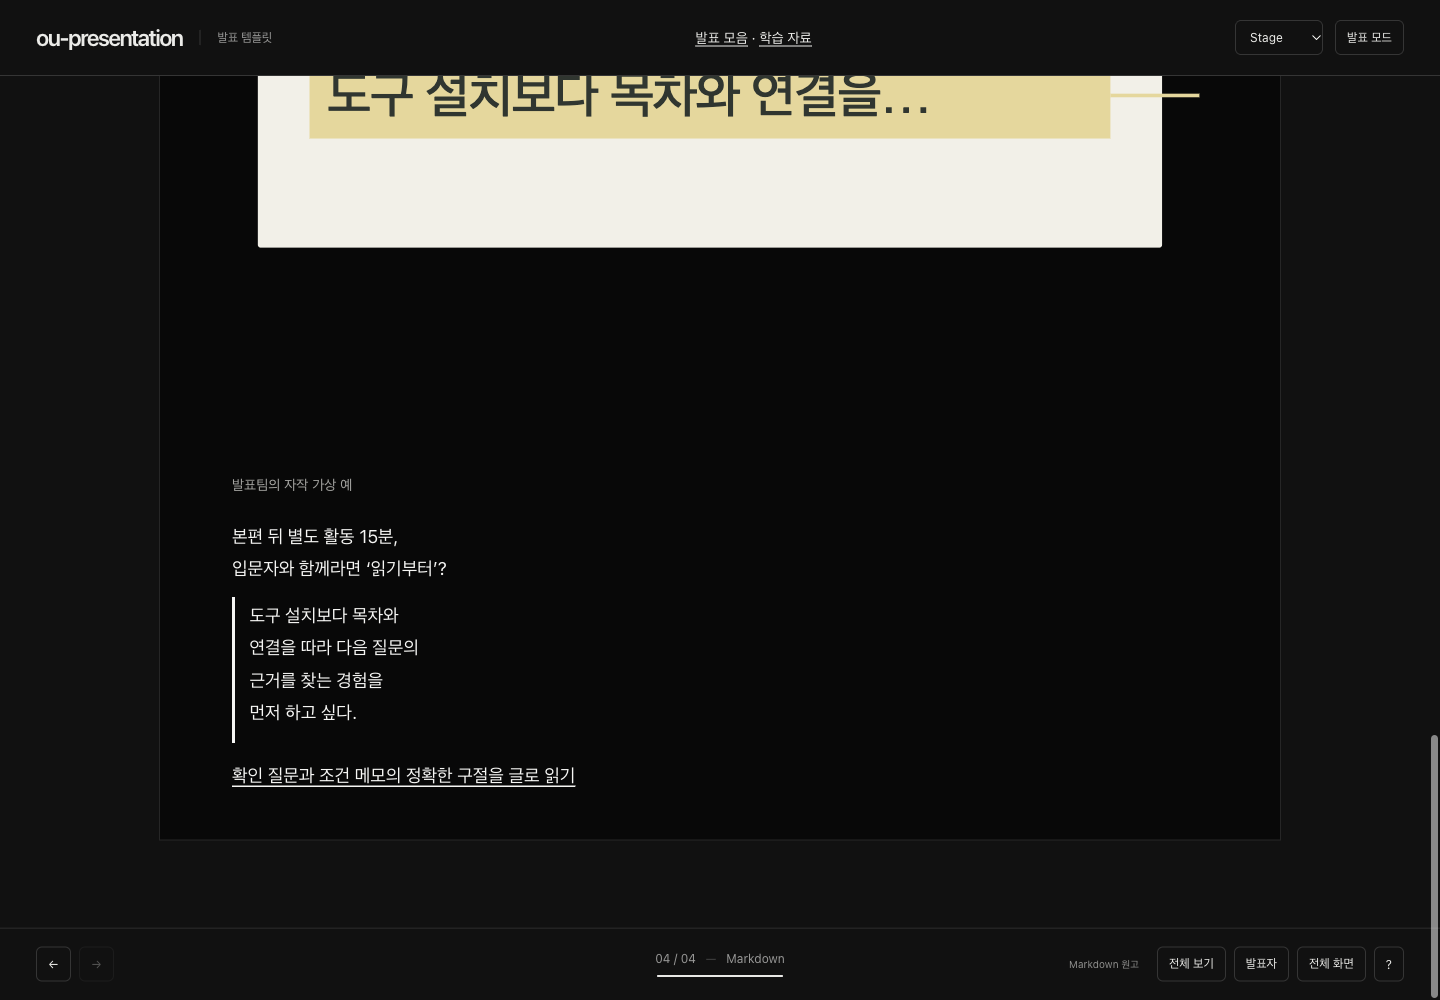 ou-presentation
발표 템플릿
발표 모음 · 학습 자료
Stage
발표 모드
도구 설치보다 목차와 연결을…
발표팀의 자작 가상 예
본편 뒤 별도 활동 15분,
입문자와 함께라면 ‘읽기부터’?
도구 설치보다 목차와
연결을 따라 다음 질문의
근거를 찾는 경험을
먼저 하고 싶다.
확인 질문과 조건 메모의 정확한 구절을 글로 읽기
←
→
04 / 04 — Markdown
Markdown 원고
전체 보기
발표자
전체 화면
?